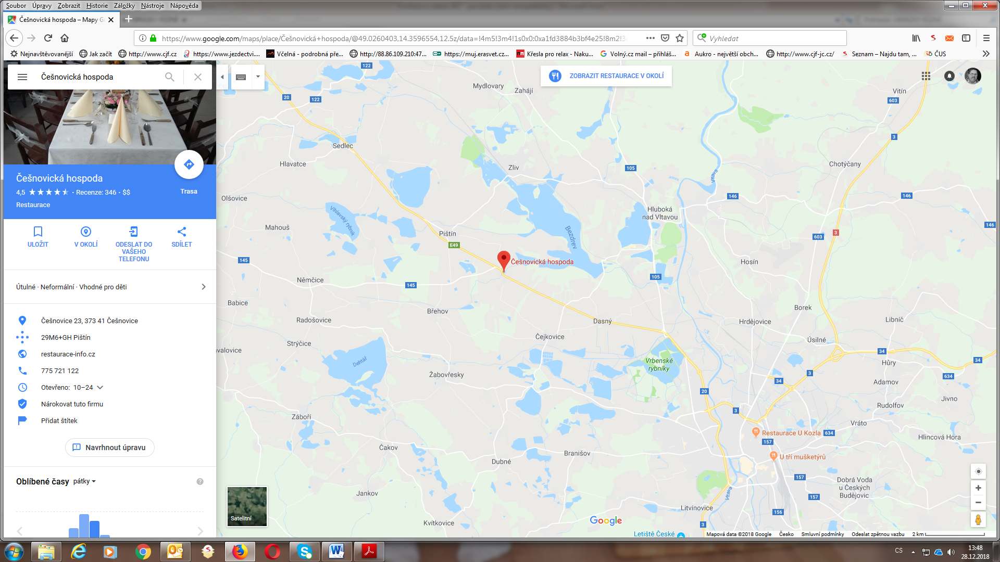 Soubor Úpravy Zobrazit Historie Záložky Nástroje Nápověda
Češnovická hospoda – Mapy G
https://www.google.com/maps/place/Češnovická+hospoda/@49.0260403,14.3596554,12.5z/data=!4m5!3m4!1s0x0:0xa1fd3884b3bf4e25!8m2!3
Vyhledat
Nejnavštěvovanější Jak začít http://www.cjf.cz https://www.jezdectvi.... Včelná - podrobná pře... http://88.86.109.210:47... https://muj.erasvet.cz... Křesla pro relax - Naku... Volný.cz mail – přihláš... Aukro - největší obch... http://www.cjf-jc.cz/ Seznam – Najdu tam, ... ČUS
Češnovická hospoda
ZOBRAZIT RESTAURACE V OKOLÍ
Češnovická hospoda
4,5 · Recenze: 346 · $$
Restaurace
Trasa
ULOŽIT
V OKOLÍ
ODESLAT DO
VAŠEHO
TELEFONU
SDÍLET
Útulné · Neformální · Vhodné pro děti
Češnovice 23, 373 41 Češnovice
29M6+GH Pištín
restaurace-info.cz
775 721 122
Otevřeno: 10–24
Nárokovat tuto firmu
Přidat štítek
Navrhnout úpravu
Oblíbené časy pátky
122
Mydlovary
Zahájí
20
122
Vitín
603
3
Sedlec
Hlavatce
Zliv
105
Vltava
Chotýčany
Olšovice
146
146
Vlhlavský rybník
Hluboká
nad Vltavou
Mahouš
Pištín
Bezdrev
146
E49
603
3
145
Češnovická hospoda
Hosín
Němčice
145
105
Babice
Břehov
Borek
Radošovice
Dasný
Hrdějovice
Libníč
Strýčice
Čejkovice
Úsilné
valovice
34
Dehtář
Vrbenské
rybníky
Hůry
34
Žabovřesky
3
634
34
Adamov
20
Jivno
Rudolfov
3
Záboří
Vráto
Restaurace U Kozla
634
Hlincová Hora
157
Čakov
Branišov
U tří mušketýrů
Dubné
157
Dobrá Voda
u Českých
Budějovic
Vltava
Jankov
157
Litvínovice
156
Satelitní
Kvítkovice
Google
3
Letiště České
Mapová data ©2018 Google Česko Smluvní podmínky Odeslat zpětnou vazbu 2 km
CS
13:48
28.12.2018